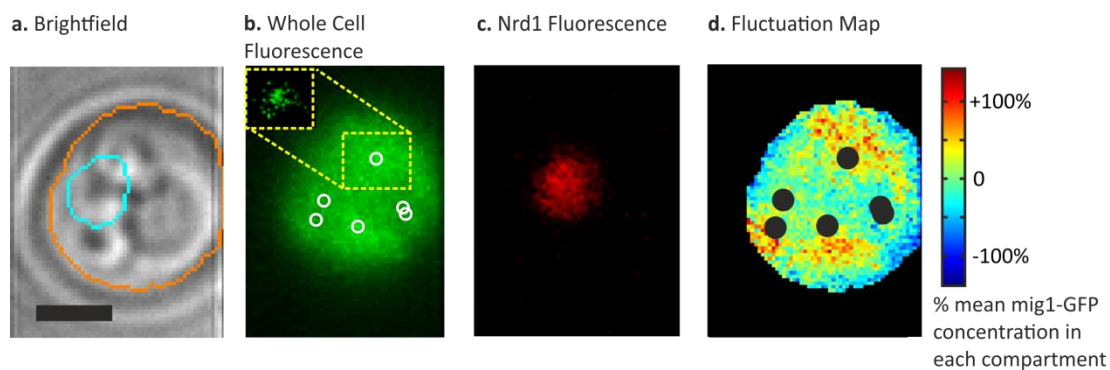 a. Brightfield
b. Whole Cell
Fluorescence
c. Nrd1 Fluorescence
d. Fluctuation Map
+100%
0
-100%
% mean mig1-GFP
concentration in
each compartment